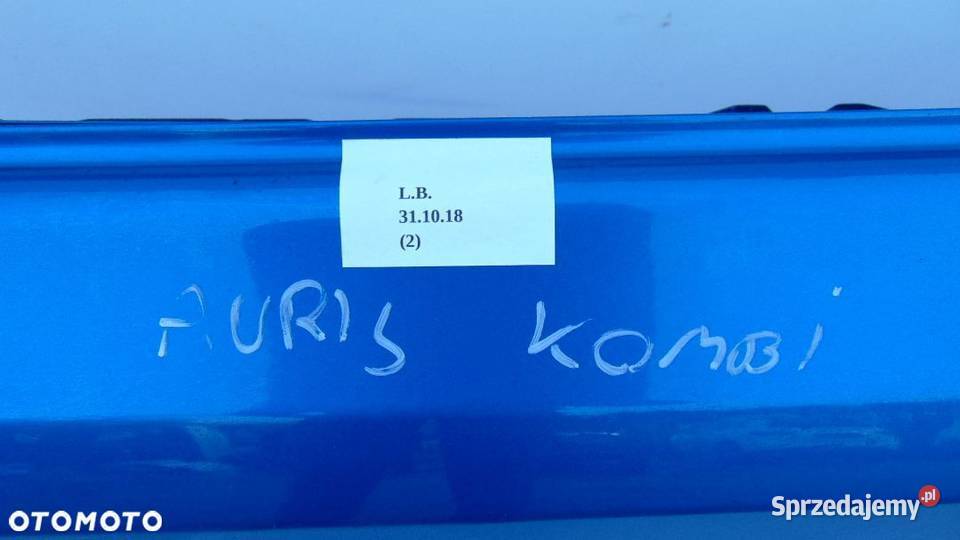 L.B.
31.10.18
(2)
AURIS KOMBi
OTOMOTO
Sprzedajemy.pl